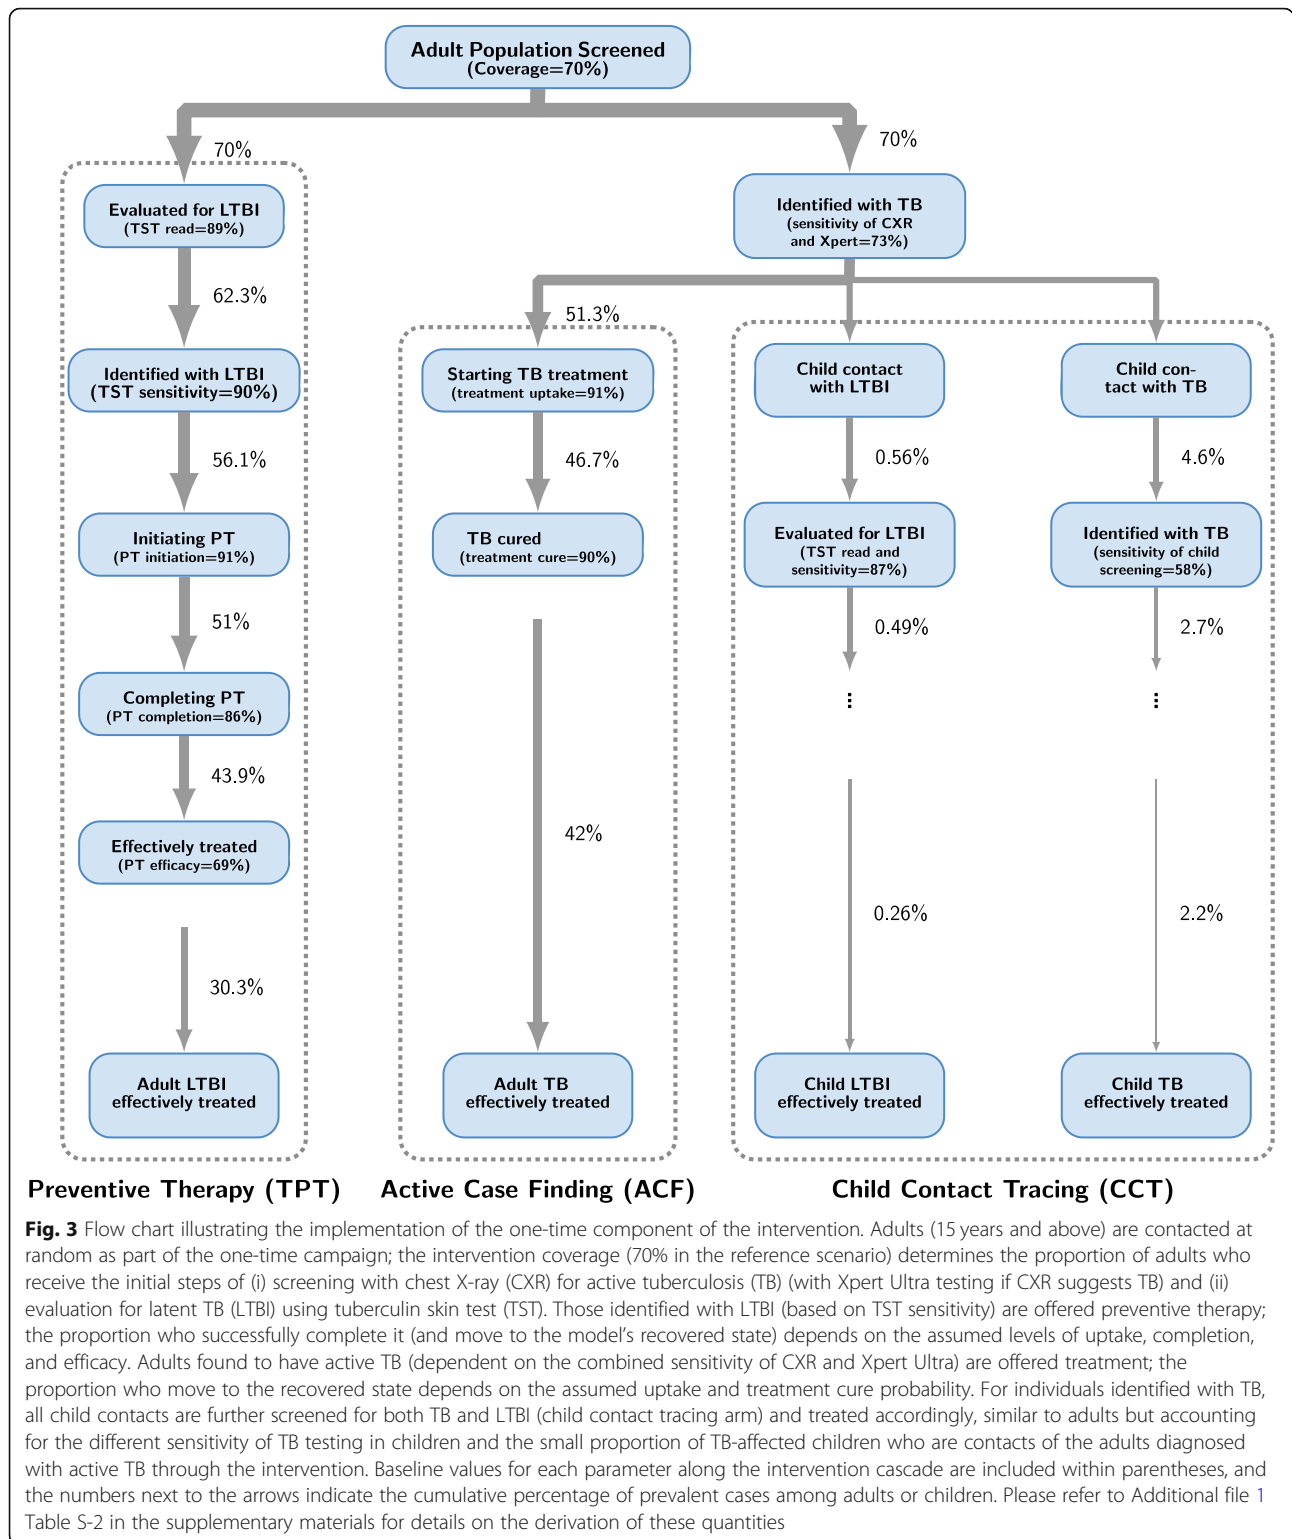 Adult Population Screened
(Coverage=70%)
70%
70%
Evaluated for LTBI
(TST read=89%)
62.3%
Identified with LTBI
(TST sensitivity=90%)
56.1%
Initiating PT
(PT initiation=91%)
51%
Completing PT
(PT completion=86%)
43.9%
Effectively treated
(PT efficacy=69%)
30.3%
Adult LTBI
effectively treated
Preventive Therapy (TPT)
Identified with TB
(sensitivity of CXR
and Xpert=73%)
51.3%
Starting TB treatment
(treatment uptake=91%)
46.7%
TB cured
(treatment cure=90%)
42%
Adult TB
effectively treated
Active Case Finding (ACF)
Child contact
with LTBI
0.56%
Evaluated for LTBI
(TST read and
sensitivity=87%)
0.49%
⋮
0.26%
Child LTBI
effectively treated
Child con-
tact with TB
4.6%
Identified with TB
(sensitivity of child
screening=58%)
2.7%
⋮
2.2%
Child TB
effectively treated
Child Contact Tracing (CCT)
Fig. 3 Flow chart illustrating the implementation of the one-time component of the intervention. Adults (15 years and above) are contacted at
random as part of the one-time campaign; the intervention coverage (70% in the reference scenario) determines the proportion of adults who
receive the initial steps of (i) screening with chest X-ray (CXR) for active tuberculosis (TB) (with Xpert Ultra testing if CXR suggests TB) and (ii)
evaluation for latent TB (LTBI) using tuberculin skin test (TST). Those identified with LTBI (based on TST sensitivity) are offered preventive therapy;
the proportion who successfully complete it (and move to the model's recovered state) depends on the assumed levels of uptake, completion,
and efficacy. Adults found to have active TB (dependent on the combined sensitivity of CXR and Xpert Ultra) are offered treatment; the
proportion who move to the recovered state depends on the assumed uptake and treatment cure probability. For individuals identified with TB,
all child contacts are further screened for both TB and LTBI (child contact tracing arm) and treated accordingly, similar to adults but accounting
for the different sensitivity of TB testing in children and the small proportion of TB-affected children who are contacts of the adults diagnosed
with active TB through the intervention. Baseline values for each parameter along the intervention cascade are included within parentheses, and
the numbers next to the arrows indicate the cumulative percentage of prevalent cases among adults or children. Please refer to Additional file 1
Table S-2 in the supplementary materials for details on the derivation of these quantities